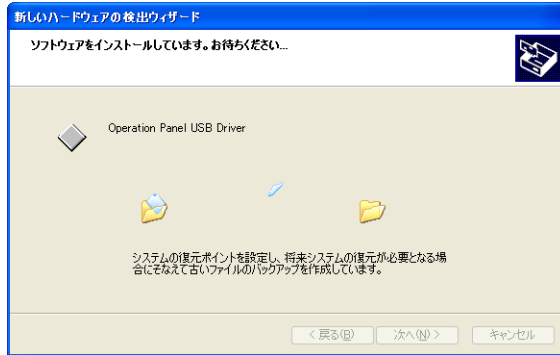 新しいハードウェアの検出ウィザード
ソフトウェアをインストールしています。お待ちください...
Operation Panel USB Driver
システムの復元ポイントを設定し、将来システムの復元が必要となる場
合にそなえて古いファイルのバックアップを作成しています。
< 戻る(B) 次へ(N) > キャンセル